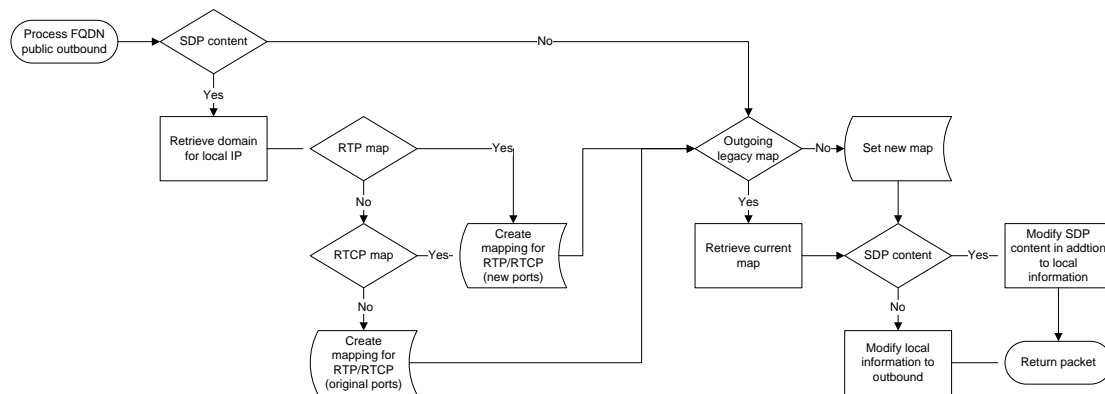 Process FQDN
public outbound
SDP content
No
Yes
Retrieve domain
for local IP
RTP map
Yes
Outgoing
legacy map
No
Set new map
No
Yes
RTCP map
Yes
Create
mapping for
RTP/RTCP
(new ports)
Retrieve current
map
SDP content
Yes
Modify SDP
content in addtion
to local
information
No
No
Create
mapping for
RTP/RTCP
(original ports)
Modify local
information to
outbound
Return packet